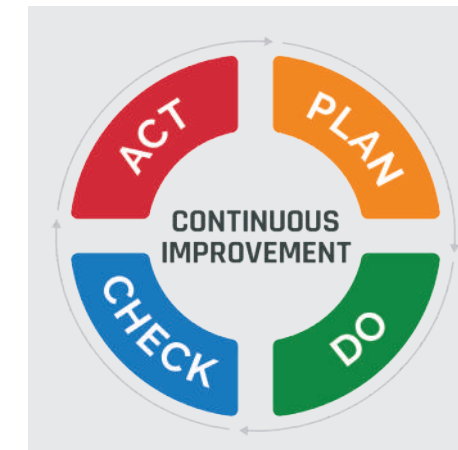 ACT
PLAN
CONTINUOUS
IMPROVEMENT
CHECK
DO